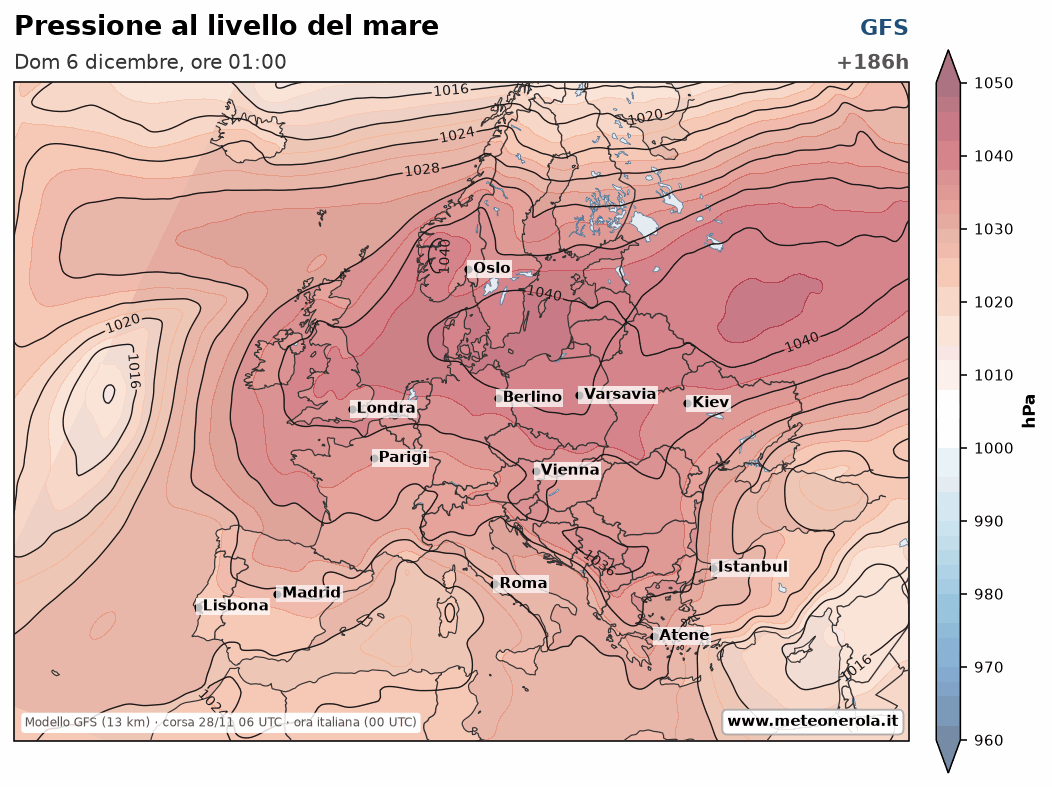 Pressione al livello del mare
GFS
Dom 6 dicembre, ore 01:00
+186h
1016
1020
1024
1028
1040
Oslo
1040
1020
1016
1040
Londra
Berlino
Varsavia
Kiev
Parigi
Vienna
1036
Roma
Istanbul
Madrid
Lisbona
Atene
1016
1024
Modello GFS (13 km) · corsa 28/11 06 UTC · ora italiana (00 UTC)
www.meteonerola.it
1050
1040
1030
1020
1010
1000
990
980
970
960
hPa